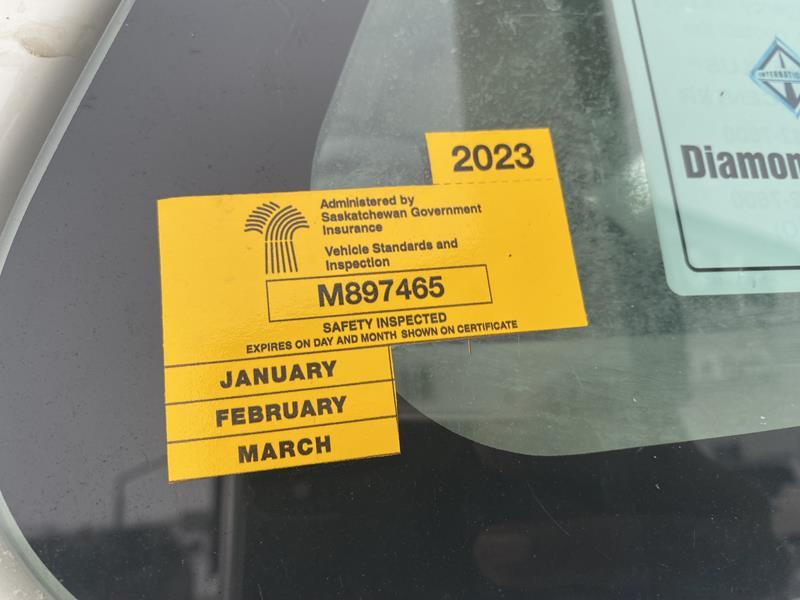 2023
Administered by
Saskatchewan Government
Insurance
Vehicle Standards and
Inspection
M897465
SAFETY INSPECTED
EXPIRES ON DAY AND MONTH SHOWN ON CERTIFICATE
JANUARY
FEBRUARY
MARCH